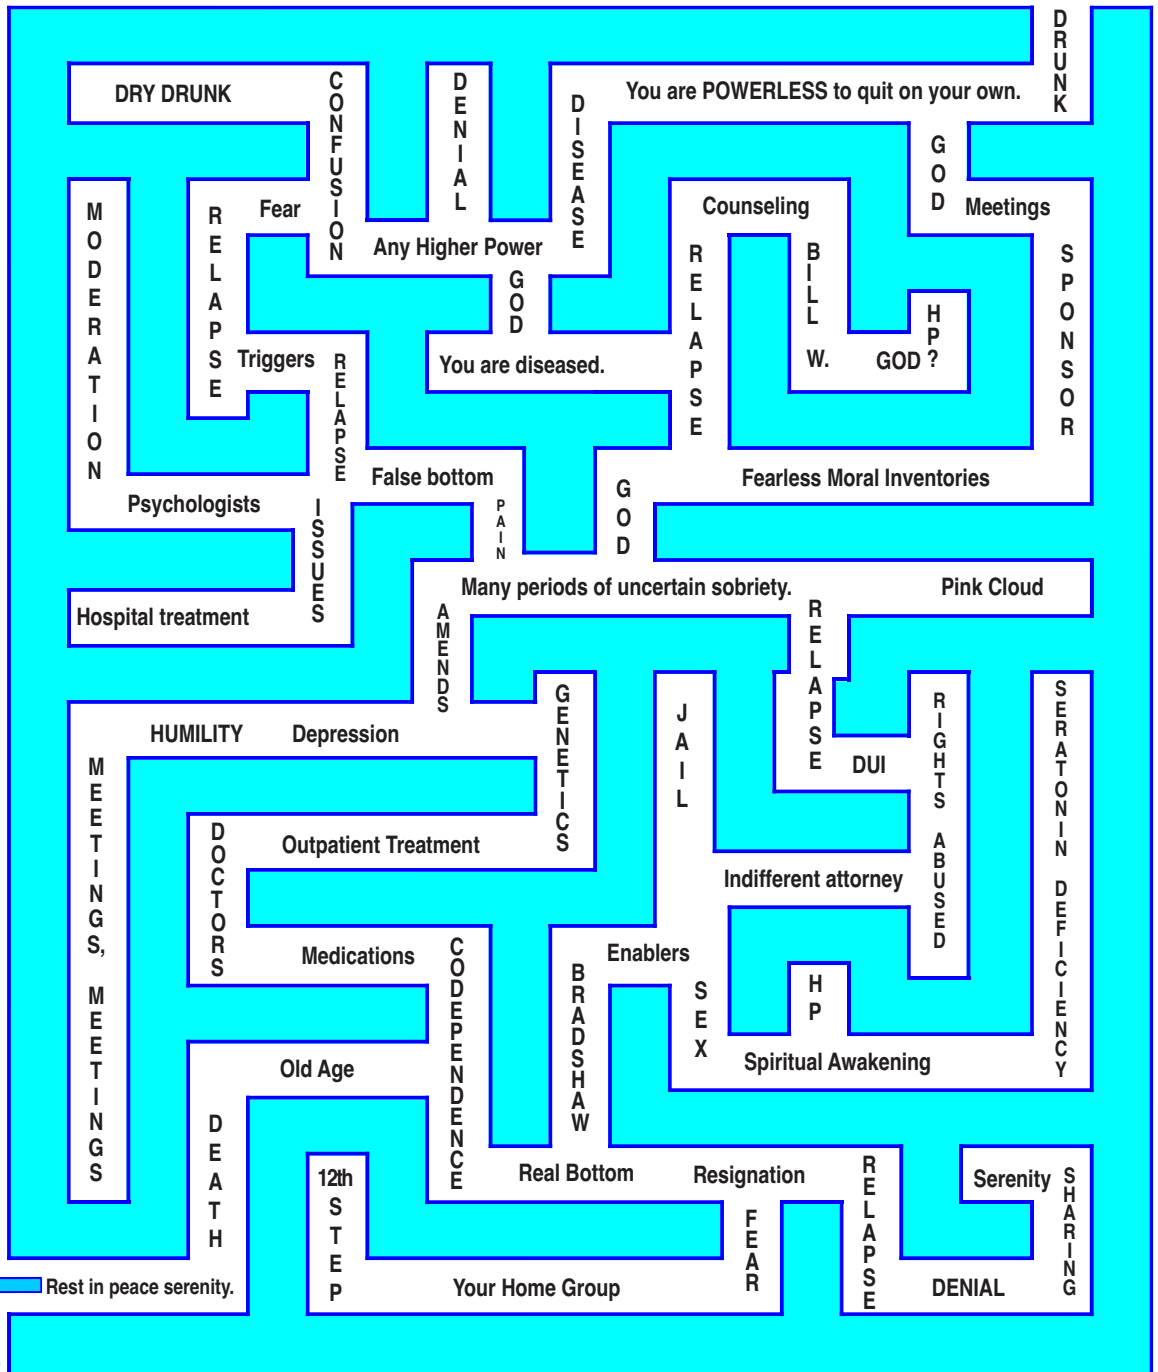 DRUNK
DRY DRUNK
CONFUSION
DENIAL
DISEASE
You are POWERLESS to quit on your own.
GOD
Meetings
MODERATION
RELAPSE
Fear
Any Higher Power
GOD
Counseling
RELAPSE
BILL W.
HP?
GOD
SPONSOR
Triggers
RELAPSE
You are diseased.
False bottom
PAIN
GOD
Fearless Moral Inventories
Psychologists
ISSUES
Hospital treatment
Many periods of uncertain sobriety.
Pink Cloud
AMENDS
RELAPSE
HUMILITY
Depression
GENETICS
JAIL
DUI
RIGHTS ABUSED
SERATONIN DEFICIENCY
MEETINGS, MEETINGS
DOCTORS
Outpatient Treatment
Indifferent attorney
Medications
CODEPENDENCE
Enablers
BRADSHAW
SEX
HP
Spiritual Awakening
Old Age
DEATH
12th
STEP
Real Bottom
Resignation
RELAPSE
Serenity
SHARING
FEAR
Rest in peace serenity.
Your Home Group
DENIAL